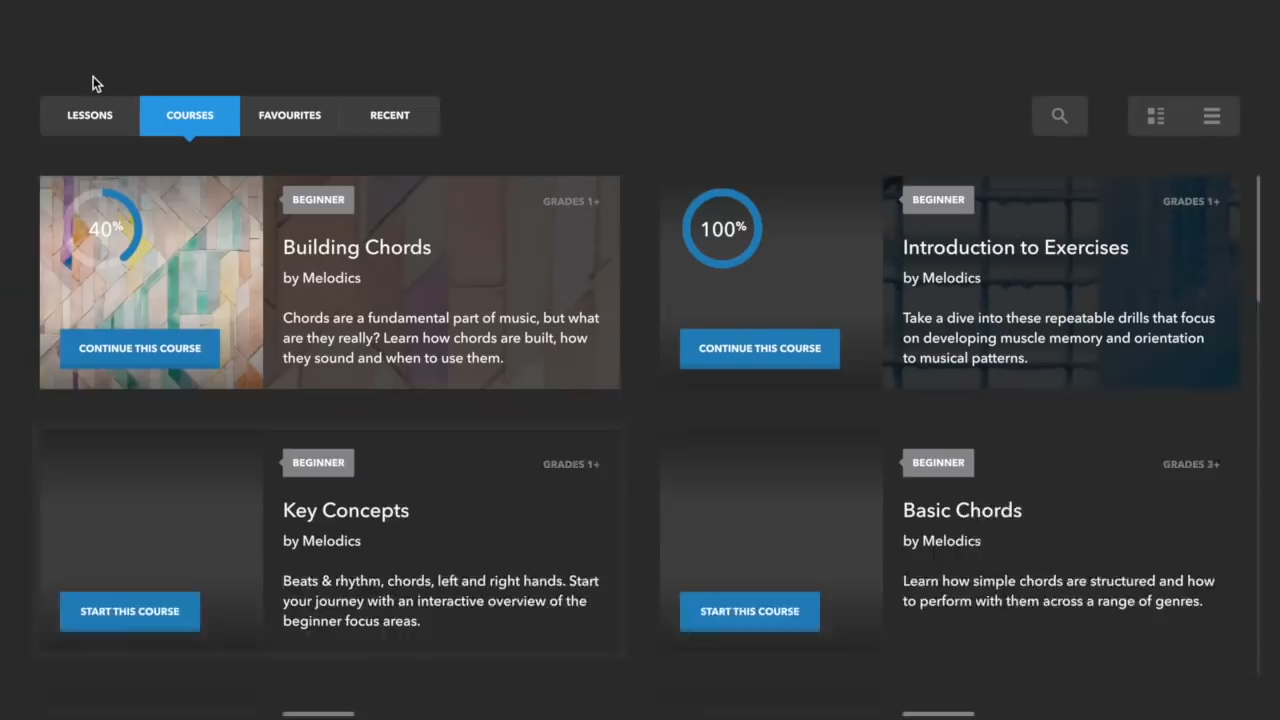 LESSONS
COURSES
FAVOURITES
RECENT
40%
BEGINNER
GRADES 1+
Building Chords
by Melodics
Chords are a fundamental part of music, but what
are they really? Learn how chords are built, how
they sound and when to use them.
CONTINUE THIS COURSE
100%
BEGINNER
GRADES 1+
Introduction to Exercises
by Melodics
Take a dive into these repeatable drills that focus
on developing muscle memory and orientation
to musical patterns.
CONTINUE THIS COURSE
BEGINNER
GRADES 1+
Key Concepts
by Melodics
Beats & rhythm, chords, left and right hands. Start
your journey with an interactive overview of the
beginner focus areas.
START THIS COURSE
BEGINNER
GRADES 3+
Basic Chords
by Melodics
Learn how simple chords are structured and how
to perform with them across a range of genres.
START THIS COURSE